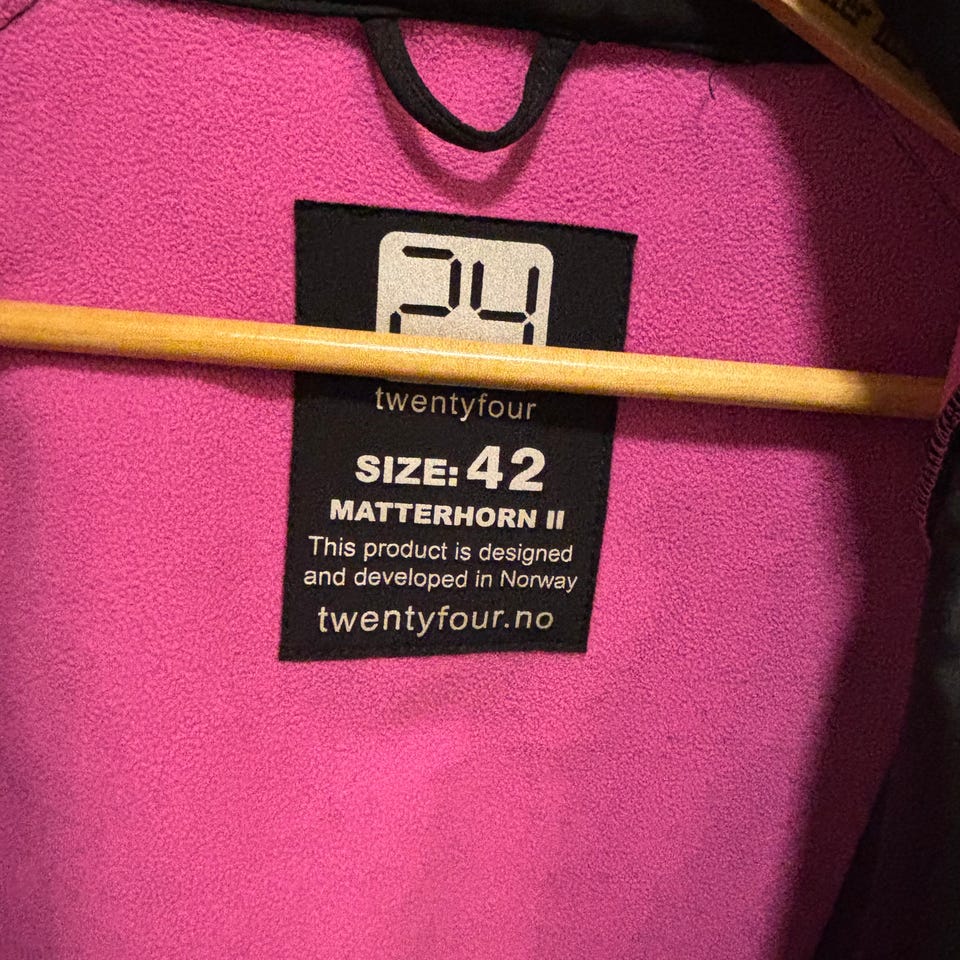 24
twentyfour
SIZE: 42
MATTERHORN II
This product is designed
and developed in Norway
twentyfour.no